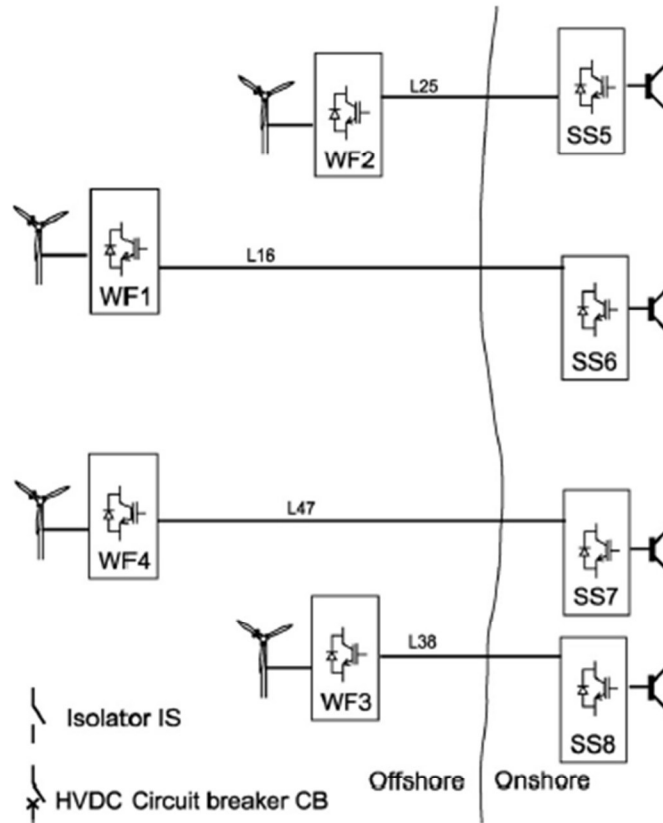 L25
WF2
SS5
L16
WF1
SS6
L47
WF4
SS7
L38
WF3
SS8
Isolator IS
Offshore Onshore
HVDC Circuit breaker CB